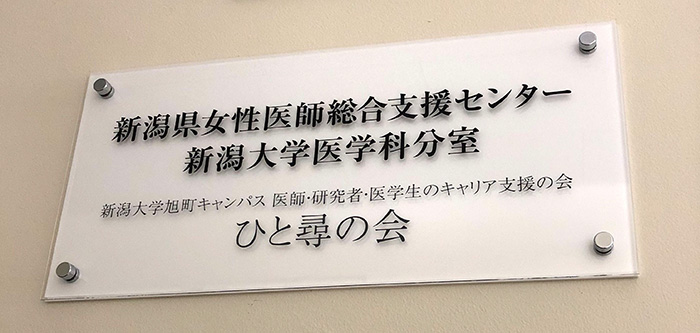 新潟県女性医師総合支援センター
新潟大学医学科分室
新潟大学旭町キャンパス 医師・研究者・医学生のキャリア支援の会
ひと尋の会